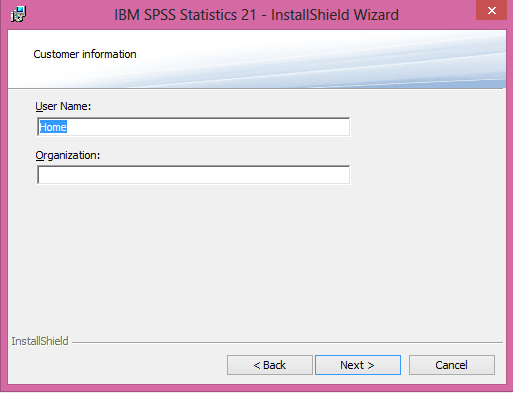 IBM SPSS Statistics 21 - InstallShield Wizard
Customer information
User Name:
Home
Organization:
InstallShield
< Back Next > Cancel